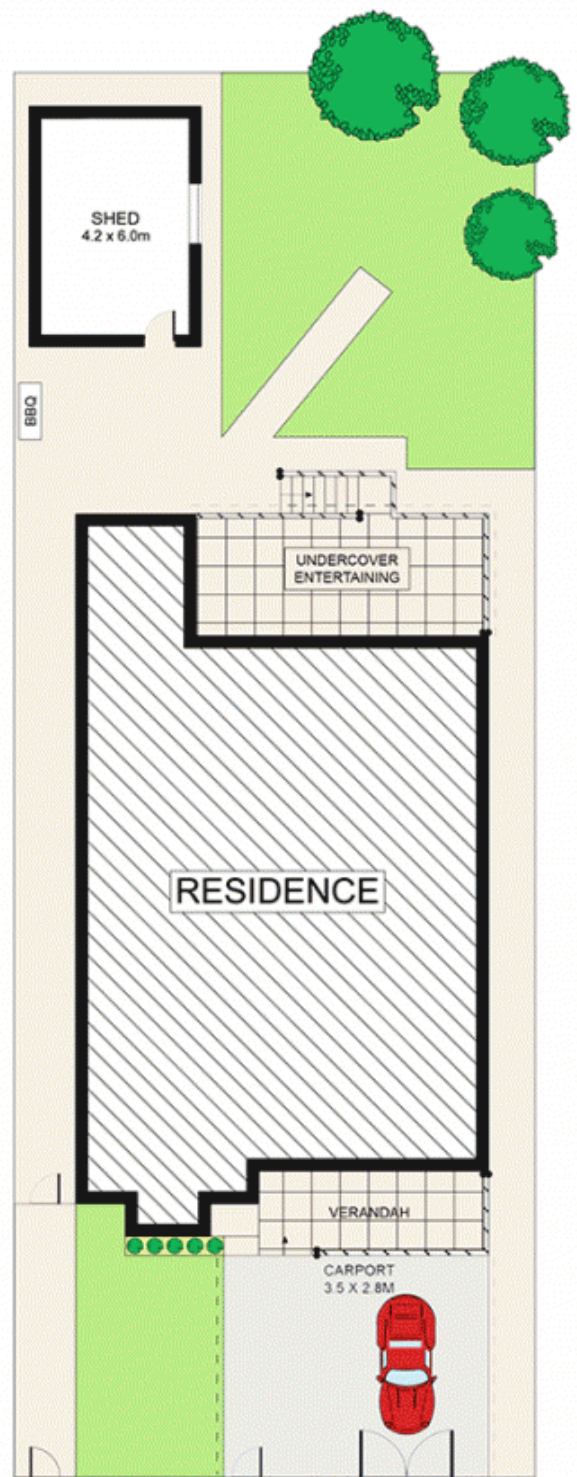 SHED
4.2 x 6.0m
BBQ
UNDERCOVER
ENTERTAINING
RESIDENCE
VERANDAH
CARPORT
3.5 X 2.8M